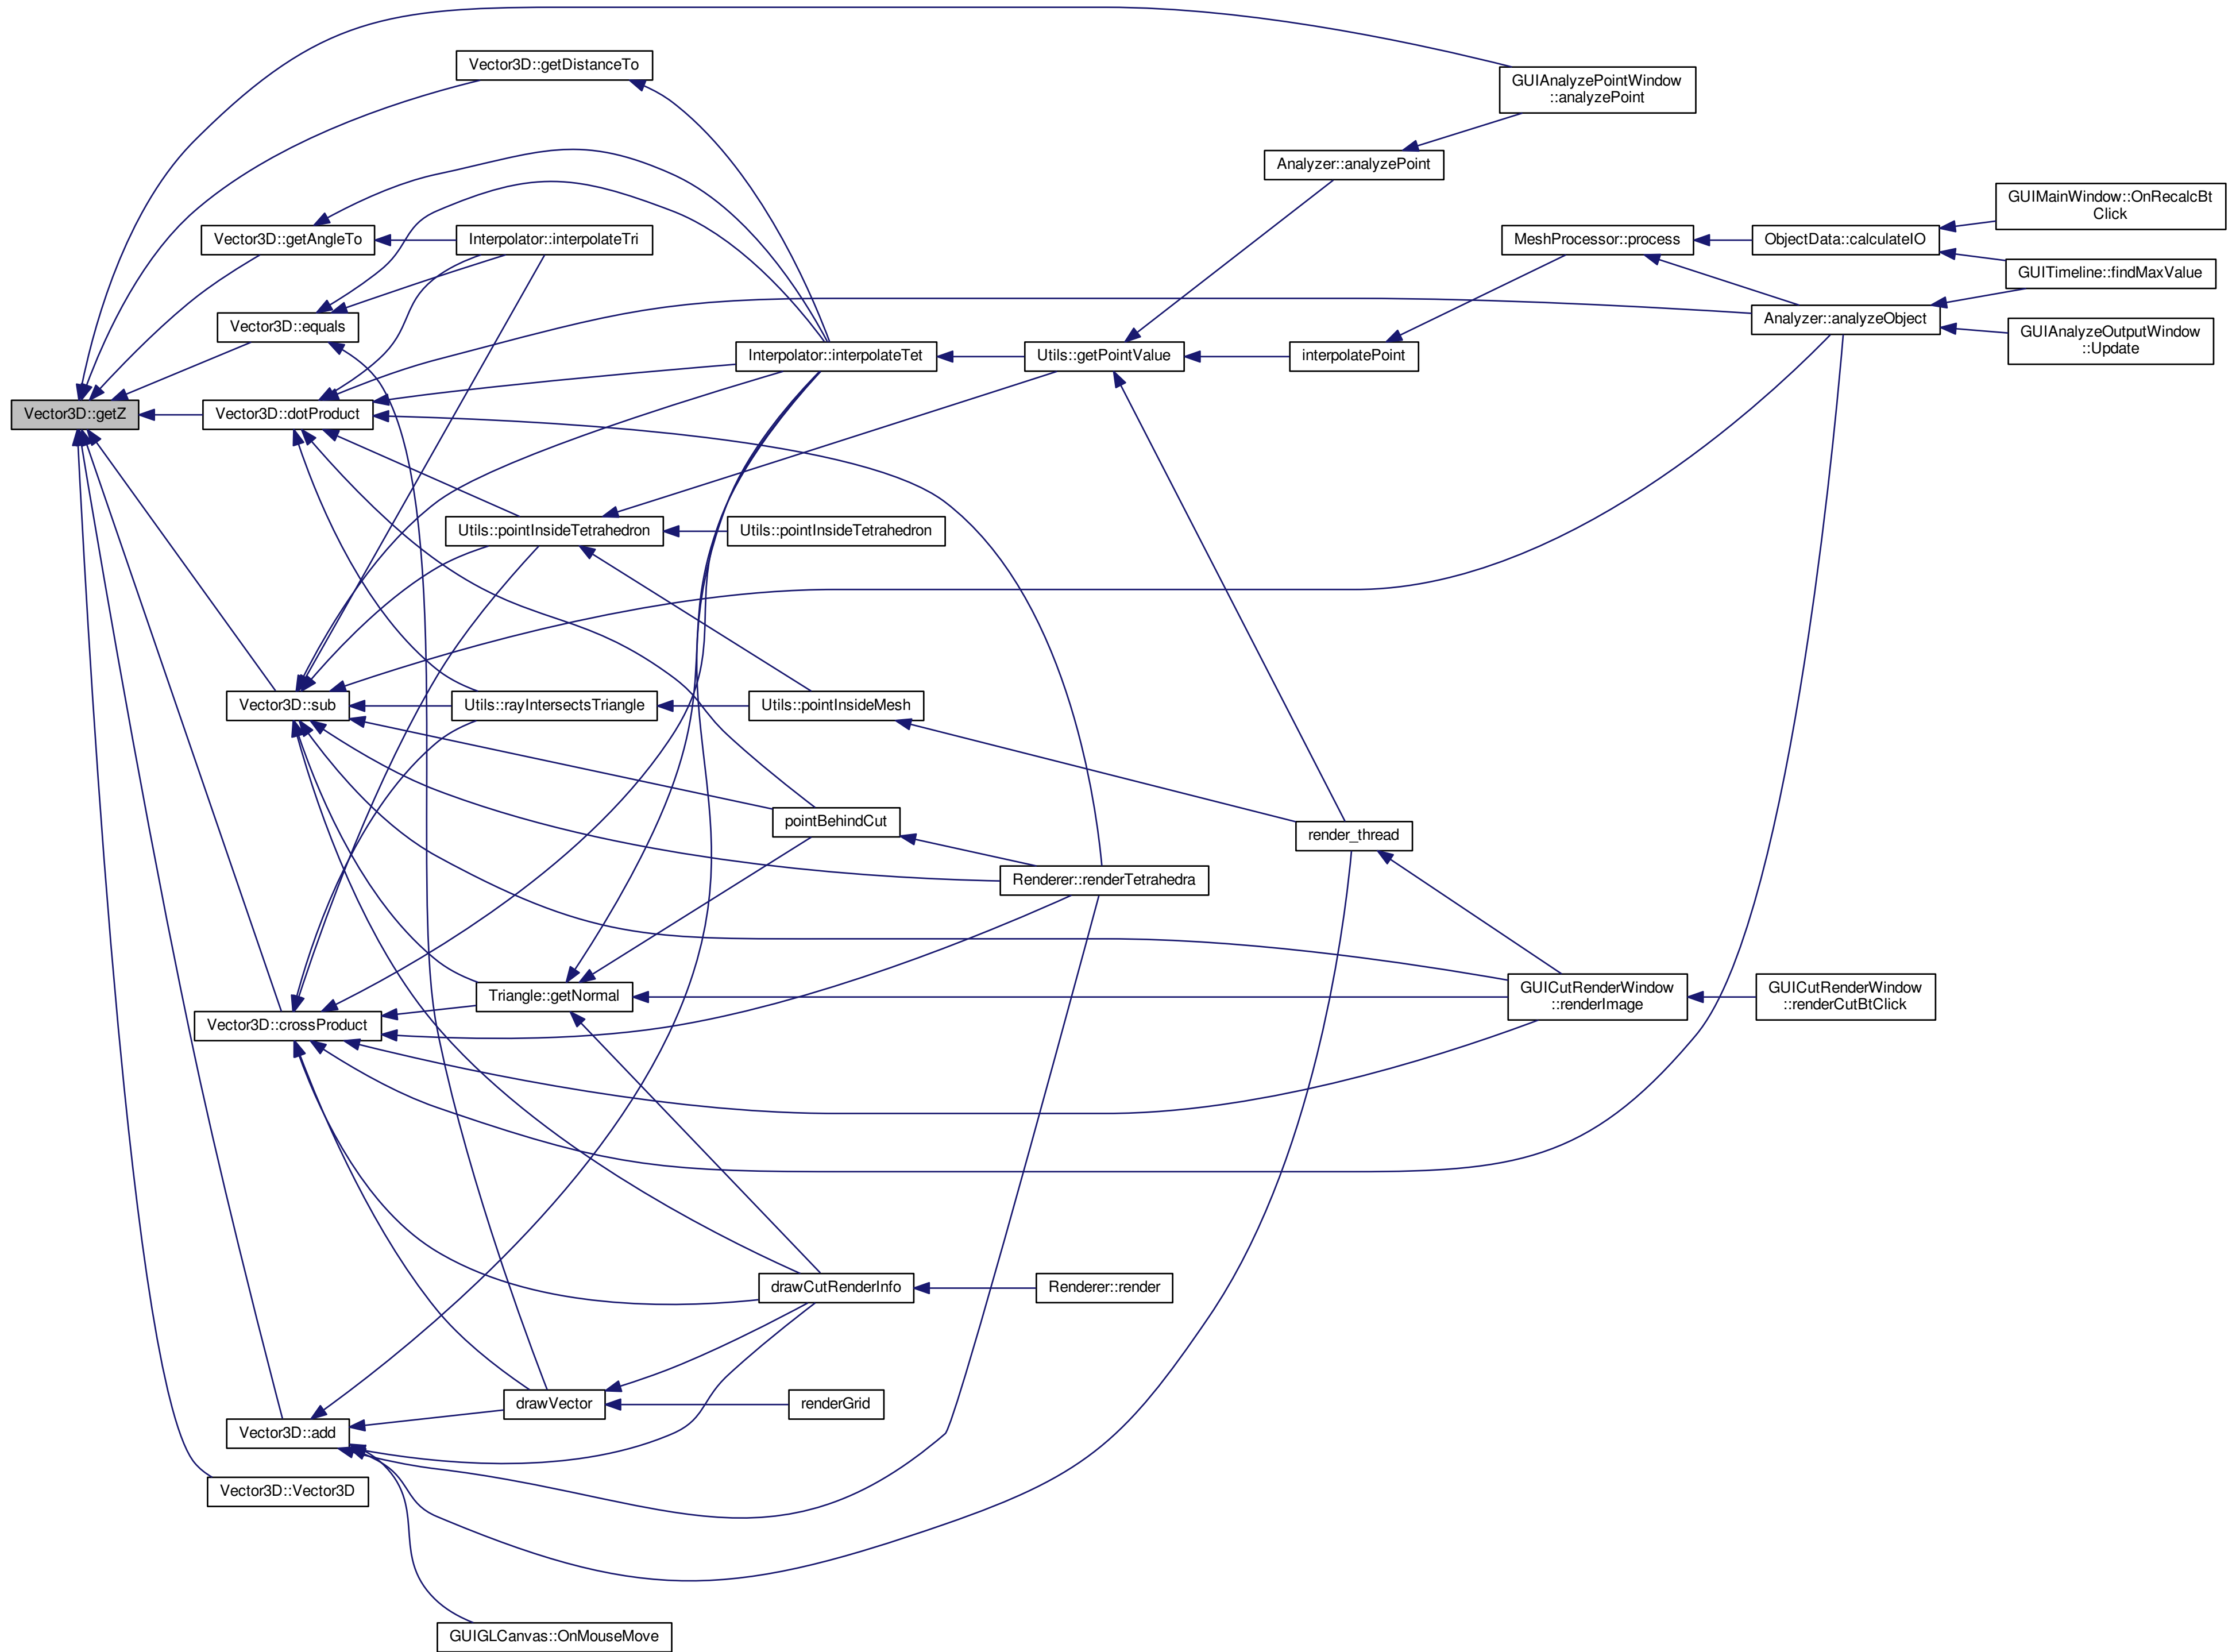 Vector3D::getDistanceTo
GUIAnalyzePointWindow
::analyzePoint
Analyzer::analyzePoint
GUIMainWindow::OnRecalcBt
Click
Vector3D::getAngleTo
Interpolator::interpolateTri
MeshProcessor::process
ObjectData::calculateIO
GUITimeline::findMaxValue
Vector3D::equals
Analyzer::analyzeObject
GUIAnalyzeOutputWindow
::Update
Interpolator::interpolateTet
Utils::getPointValue
interpolatePoint
Vector3D::getZ
Vector3D::dotProduct
Utils::pointInsideTetrahedron
Utils::pointInsideTetrahedron
Vector3D::sub
Utils::rayIntersectsTriangle
Utils::pointInsideMesh
pointBehindCut
render_thread
Renderer::renderTetrahedra
Triangle::getNormal
GUICutRenderWindow
::renderImage
GUICutRenderWindow
::renderCutBtClick
Vector3D::crossProduct
drawCutRenderInfo
Renderer::render
drawVector
renderGrid
Vector3D::add
Vector3D::Vector3D
GUIGLCanvas::OnMouseMove